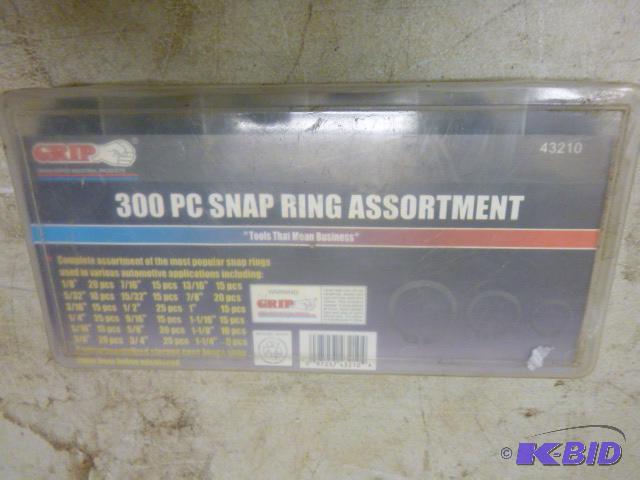 GRIP
43210
300 PC SNAP RING ASSORTMENT
"Tools That Mean Business"
Complete assortment of the most popular snap rings
used in various automotive applications including:
1/8" 20 pcs 7/16" 15 pcs 13/16" 15 pcs
5/32" 10 pcs 15/32" 15 pcs 7/8" 20 pcs
3/16" 15 pcs 1/2" 25 pcs 1" 15 pcs
1/4" 25 pcs 9/16" 15 pcs 1-1/16" 15 pcs
5/16" 15 pcs 5/8" 20 pcs 1-1/8" 10 pcs
3/8" 20 pcs 3/4" 25 pcs 1-1/4" pcs
WARNING
GRIP
© K-BID